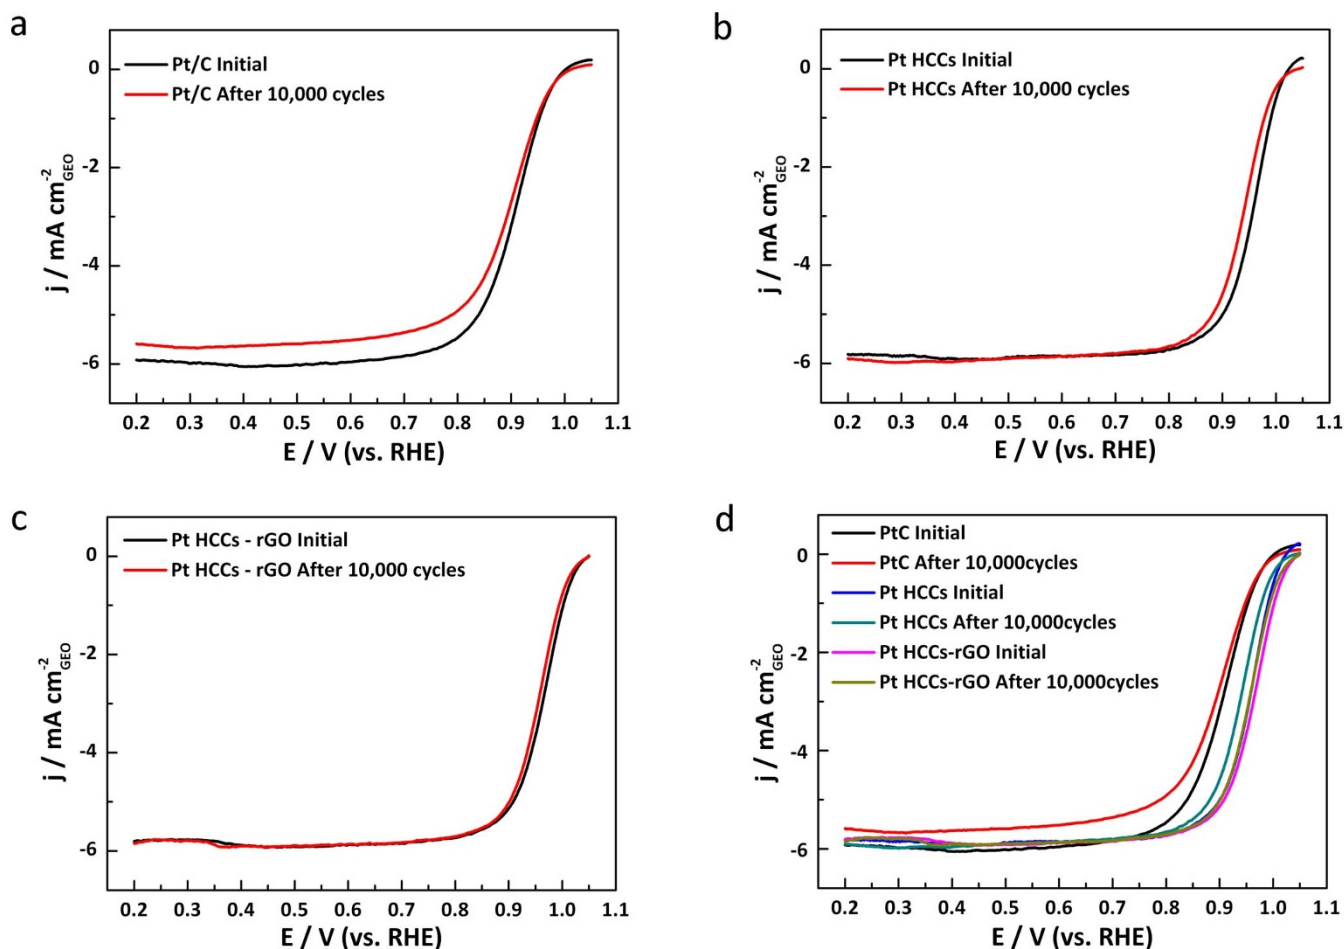 a
Pt/C Initial
Pt/C After 10,000 cycles
0
-2
-4
-6
j / mA cm-2GEO
0.2 0.3 0.4 0.5 0.6 0.7 0.8 0.9 1.0 1.1
E / V (vs. RHE)
b
Pt HCCs Initial
Pt HCCs After 10,000 cycles
0
-2
-4
-6
j / mA cm-2GEO
0.2 0.3 0.4 0.5 0.6 0.7 0.8 0.9 1.0 1.1
E / V (vs. RHE)
c
Pt HCCs - rGO Initial
Pt HCCs - rGO After 10,000 cycles
0
-2
-4
-6
j / mA cm-2GEO
0.2 0.3 0.4 0.5 0.6 0.7 0.8 0.9 1.0 1.1
E / V (vs. RHE)
d
PtC Initial
PtC After 10,000cycles
Pt HCCs Initial
Pt HCCs After 10,000cycles
Pt HCCs-rGO Initial
Pt HCCs-rGO After 10,000cycles
0
-2
-4
-6
j / mA cm-2GEO
0.2 0.3 0.4 0.5 0.6 0.7 0.8 0.9 1.0 1.1
E / V (vs. RHE)